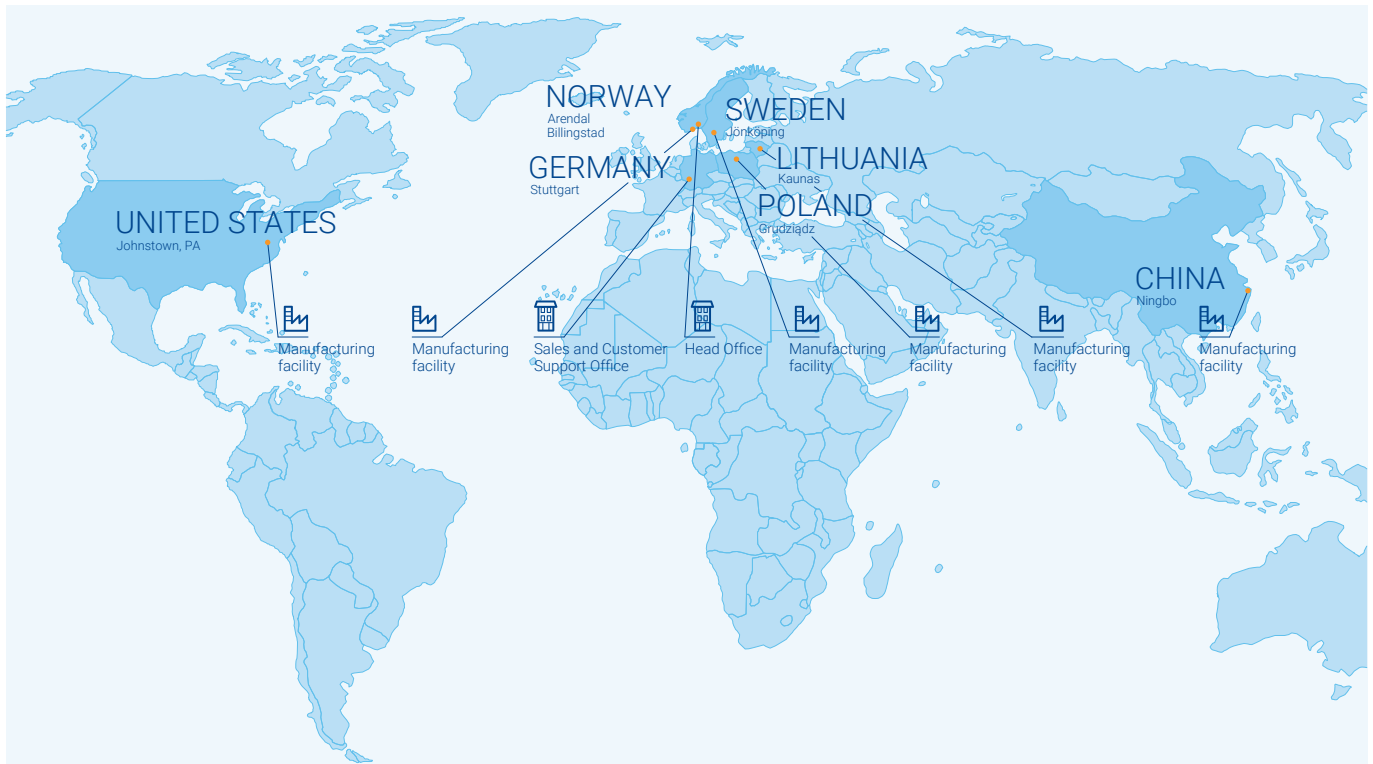 NORWAY
Arendal
Billingstad
SWEDEN
Jönköping
GERMANY
Stuttgart
LITHUANIA
Kaunas
POLAND
Grudziądz
UNITED STATES
Johnstown, PA
CHINA
Ningbo
Manufacturing
facility
Manufacturing
facility
Sales and Customer
Support Office
Head Office
Manufacturing
facility
Manufacturing
facility
Manufacturing
facility
Manufacturing
facility